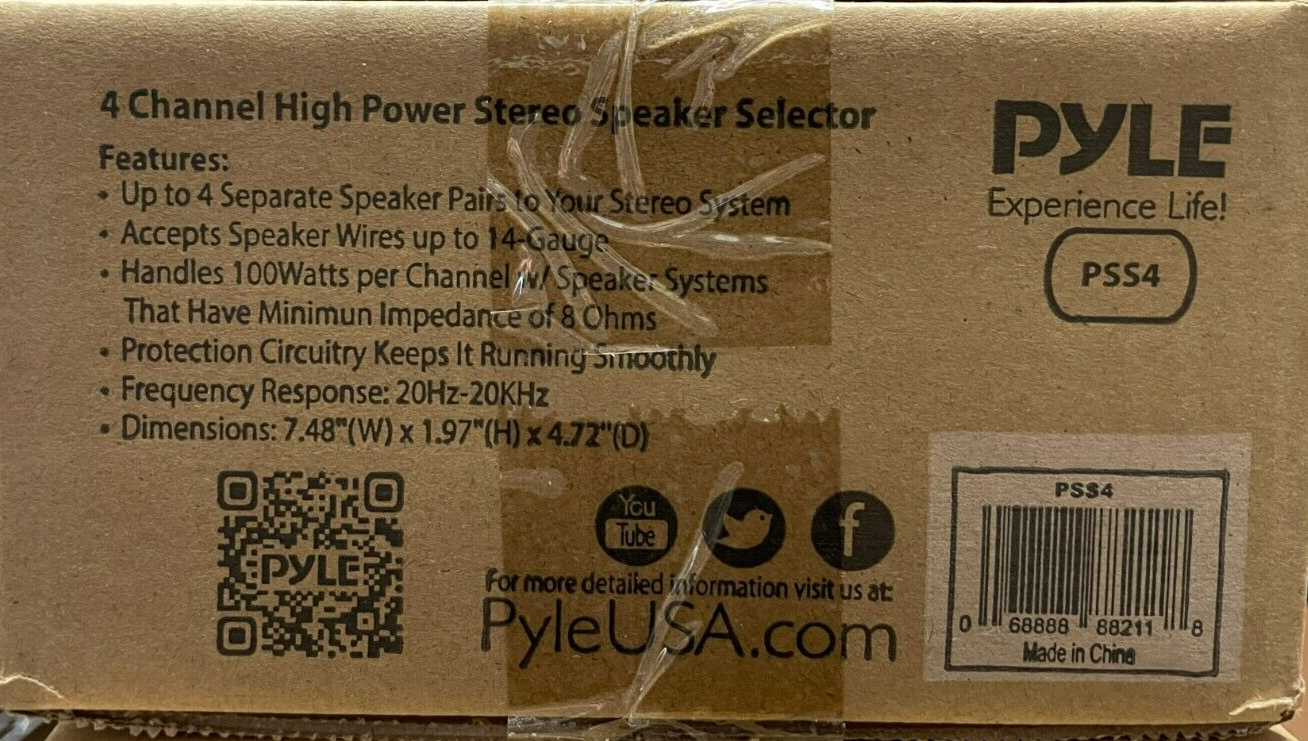 4 Channel High Power Stereo Speaker Selector
Features:
• Up to 4 Separate Speaker Pairs to Your Stereo System
• Accepts Speaker Wires up to 14-Gauge
• Handles 100Watts per Channel w/ Speaker Systems
That Have Minimun Impedance of 8 Ohms
• Protection Circuitry Keeps It Running Smoothly
• Frequency Response: 20Hz-20KHz
• Dimensions: 7.48"(W) x 1.97"(H) x 4.72"(D)
PYLE
Experience Life!
PSS4
PYLE
You
Tube
f
For more detailed information visit us at:
PyleUSA.com
PSS4
0 68888 88211 8
Made in China